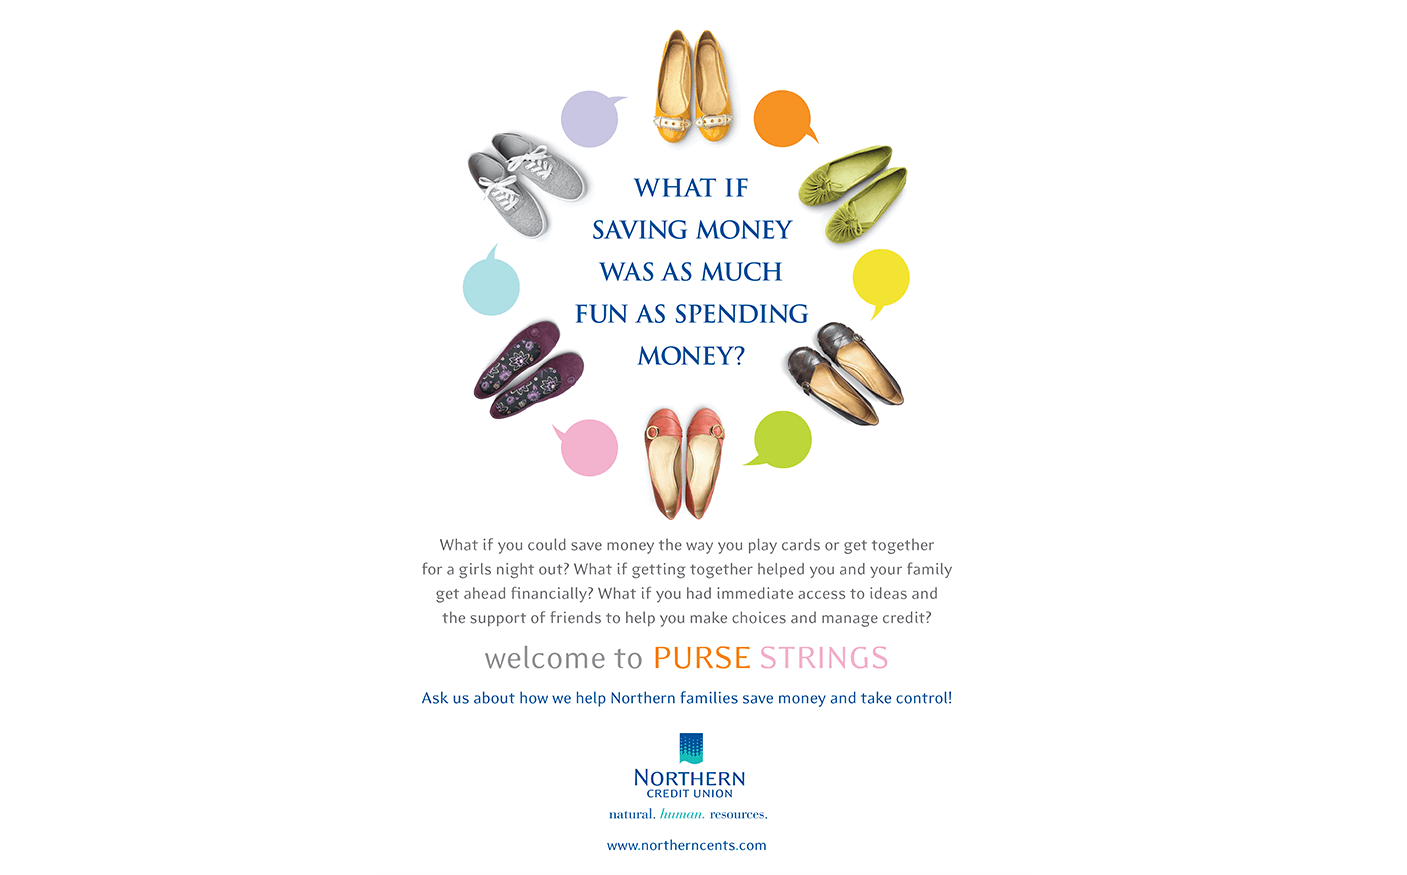 WHAT IF
SAVING MONEY
WAS AS MUCH
FUN AS SPENDING
MONEY?
What if you could save money the way you play cards or get together
for a girls night out? What if getting together helped you and your family
get ahead financially? What if you had immediate access to ideas and
the support of friends to help you make choices and manage credit?
welcome to PURSE STRINGS
Ask us about how we help Northern families save money and take control!
NORTHERN
CREDIT UNION
natural. human. resources.
www.northerncents.com